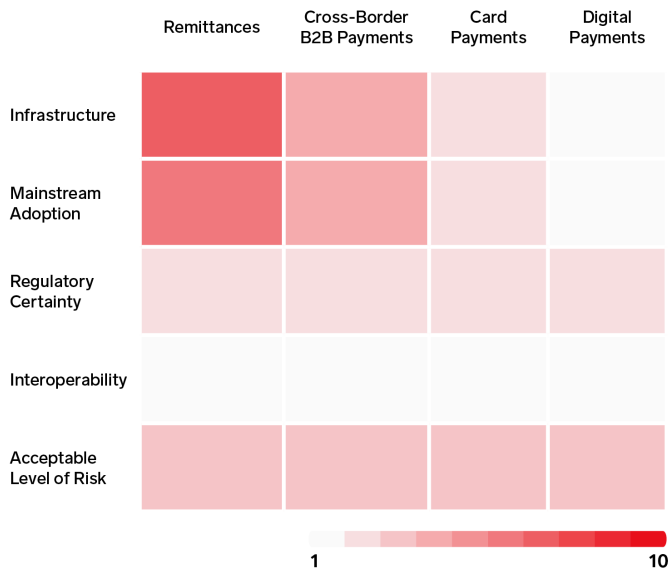 Remittances
Cross-Border
B2B Payments
Card
Payments
Digital
Payments
Infrastructure
Mainstream
Adoption
Regulatory
Certainty
Interoperability
Acceptable
Level of Risk
1
10